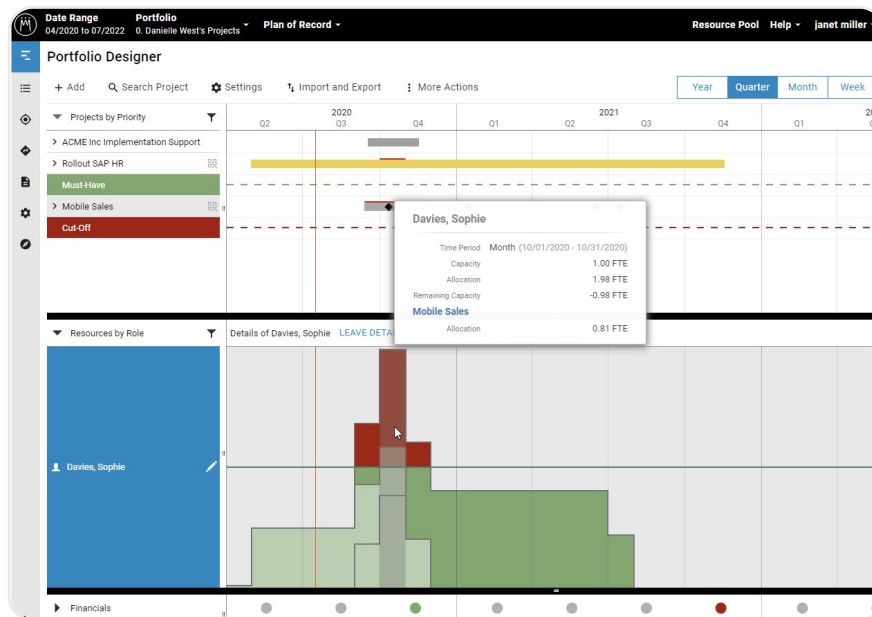 Date Range Portfolio
04/2020 to 07/2022 0. Danielle West's Projects Plan of Record Resource Pool Help janet miller
Portfolio Designer
+ Add Search Project Settings Import and Export More Actions Year Quarter Month Week
Projects by Priority
2020 2021
Q2 Q3 Q4 Q1 Q2 Q3 Q4 Q1
ACME Inc Implementation Support
Rollout SAP HR
Must-Have
Mobile Sales
Cut-Off
Davies, Sophie
Time Period Month (10/01/2020 - 10/31/2020)
Capacity 1.00 FTE
Allocation 1.98 FTE
Remaining Capacity -0.98 FTE
Mobile Sales
Allocation 0.81 FTE
Resources by Role Details of Davies, Sophie LEAVE
Davies, Sophie
Financials